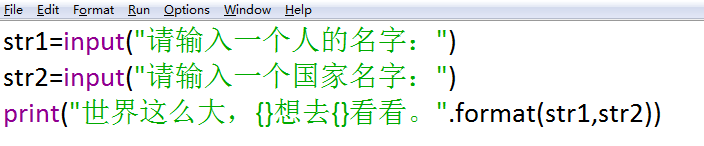 File Edit Format Run Options Window Help
str1=input("请输入一个人的名字：")
str2=input("请输入一个国家名字：")
print("世界这么大，{}想去{}看看。".format(str1,str2))